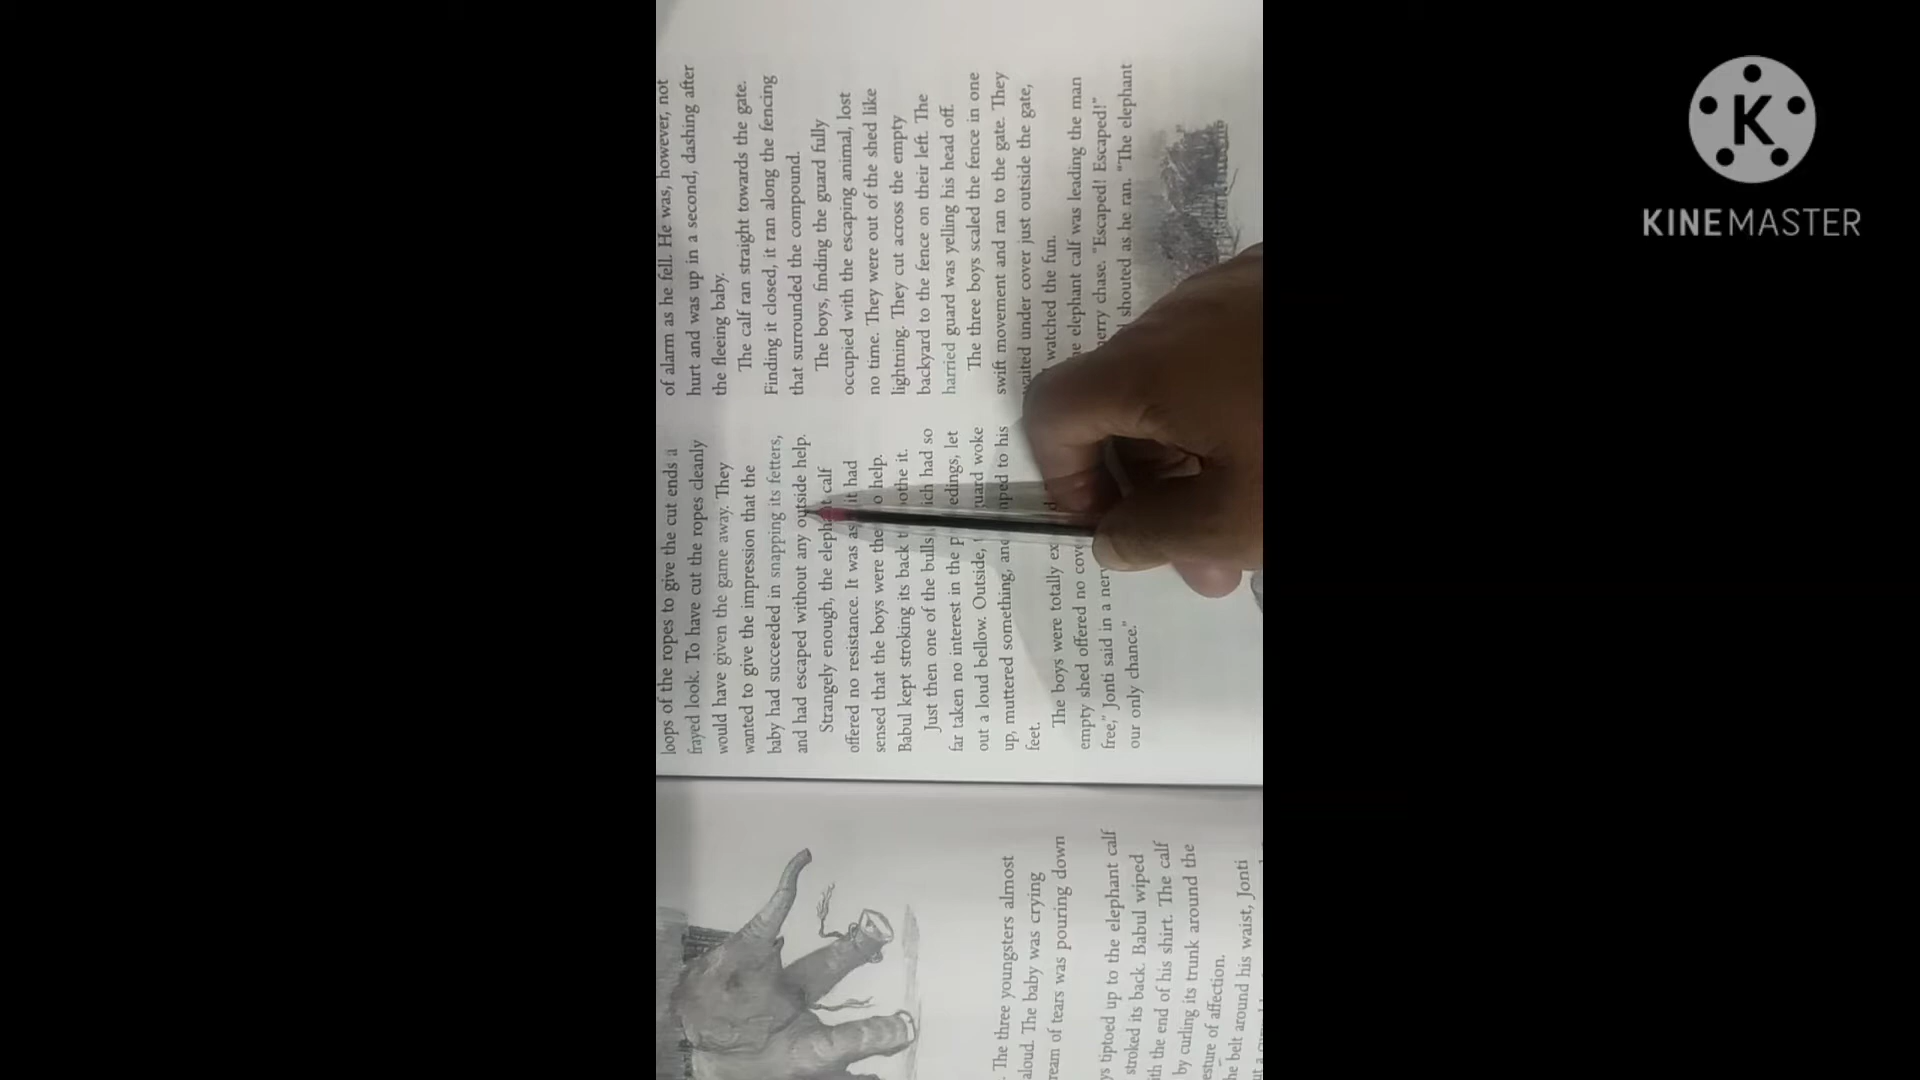 . The three youngsters almost
aloud. The baby was crying
ream of tears was pouring down
ys tiptoed up to the elephant calf
stroked its back. Babul wiped
ith the end of his shirt. The calf
by curling its trunk around the
esture of affection.
he belt around his waist, Jonti
loops of the ropes to give the cut ends a
frayed look. To have cut the ropes cleanly
would have given the game away. They
wanted to give the impression that the
baby had succeeded in snapping its fetters,
and had escaped without any outside help.
Strangely enough, the elephant calf
offered no resistance. It was as it had
sensed that the boys were the o help.
Babul kept stroking its back t othe it.
Just then one of the bulls ich had so
far taken no interest in the p edings, let
out a loud bellow. Outside, guard woke
up, muttered something, and mped to his
feet.
The boys were totally ex d
empty shed offered no cove
free," Jonti said in a nerv
our only chance."
of alarm as he fell. He was, however, not
hurt and was up in a second, dashing after
the fleeing baby.
The calf ran straight towards the gate.
Finding it closed, it ran along the fencing
that surrounded the compound.
The boys, finding the guard fully
occupied with the escaping animal, lost
no time. They were out of the shed like
lightning. They cut across the empty
backyard to the fence on their left. The
harried guard was yelling his head off.
The three boys scaled the fence in one
swift movement and ran to the gate. They
waited under cover just outside the gate,
watched the fun.
he elephant calf was leading the man
merry chase. "Escaped! Escaped!"
shouted as he ran. "The elephant
KINEMASTER